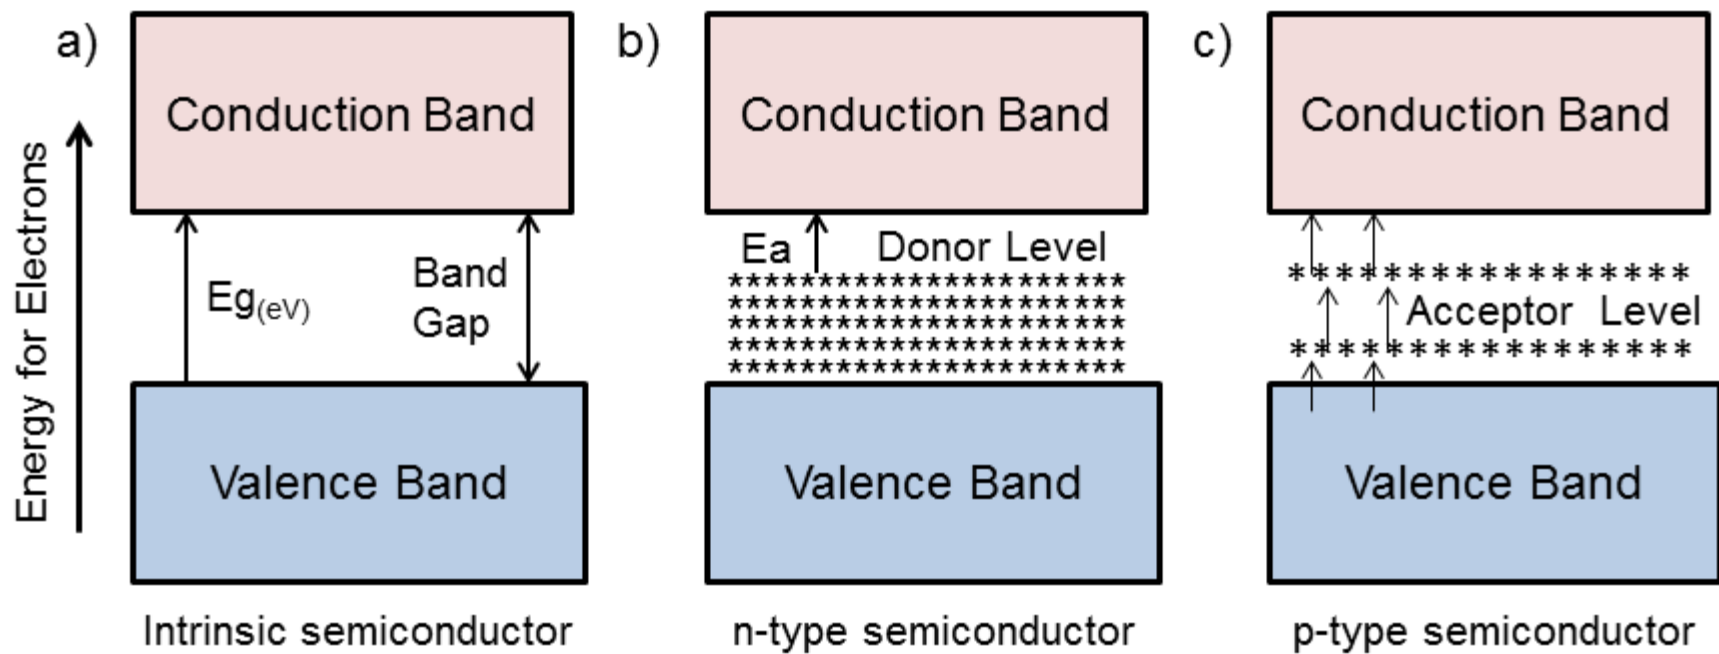 a)
Conduction Band
Energy for Electrons
Eg(eV)
Band
Gap
Valence Band
Intrinsic semiconductor
b)
Conduction Band
Ea
Donor Level
**********************
**********************
**********************
**********************
**********************
Valence Band
n-type semiconductor
c)
Conduction Band
*****************
Acceptor Level
*****************
Valence Band
p-type semiconductor